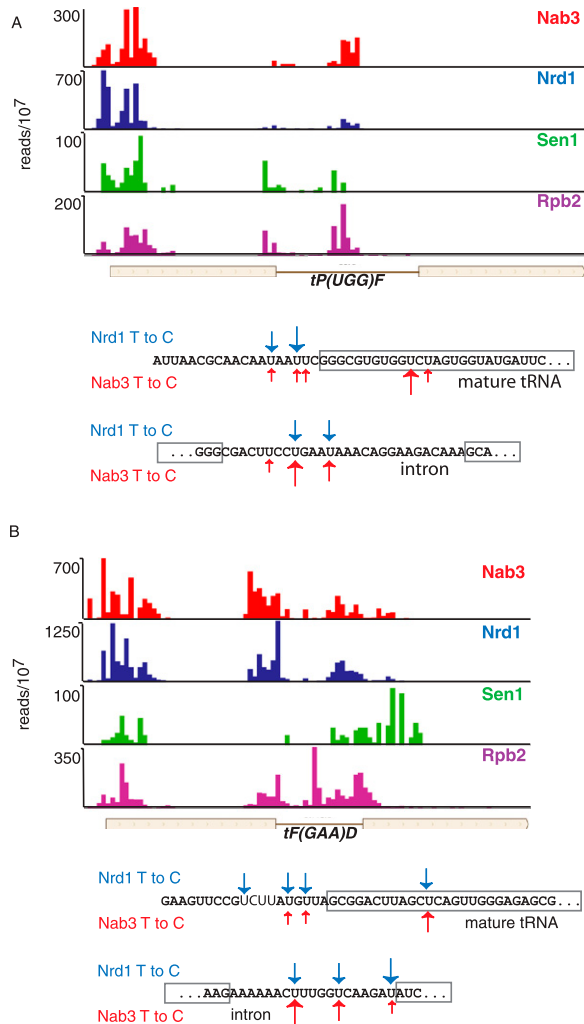 A
300
Nab3
700
Nrd1
100
Sen1
200
Rpb2
reads/10⁷
tP(UGG)F
Nrd1 T to C
AUUAACGCAACAAUAAUUCGGGCGUGUGGUCUAGUGGUAUGAUUC...
Nab3 T to C
mature tRNA
Nrd1 T to C
...GGGCGACUUCCUGAAUAAACAGGAAGACAAAGCA...
Nab3 T to C
intron
B
700
Nab3
1250
Nrd1
100
Sen1
350
Rpb2
reads/10⁷
tF(GAA)D
Nrd1 T to C
GAAGUUCCGUCUUAUGUUAGCGGACUUAGCUCAGUUGGGAGAGCG...
Nab3 T to C
mature tRNA
Nrd1 T to C
...AAGAAAAAACUUUGGUCAAGAUAUC...
Nab3 T to C
intron